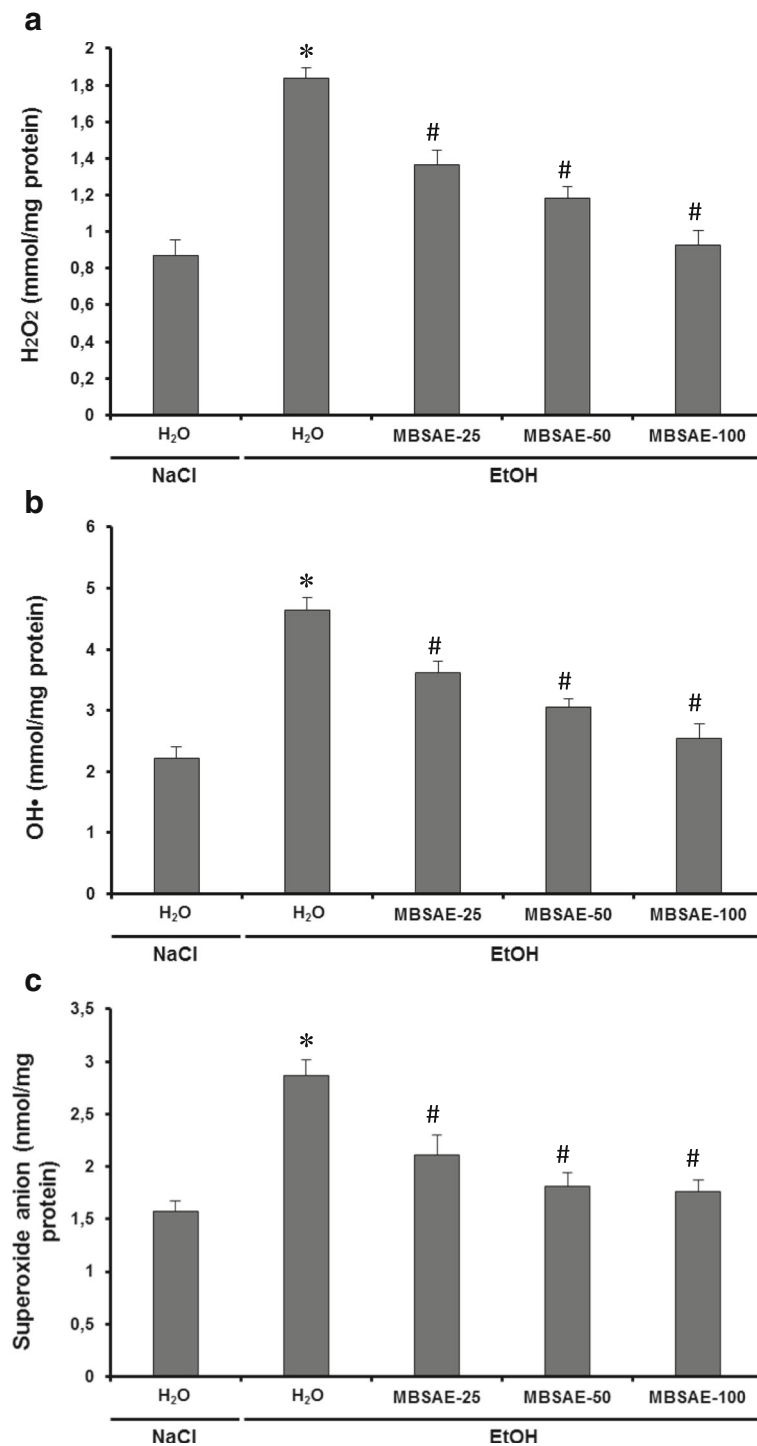 a
H₂O₂ (mmol/mg protein)
2
1,8
1,6
1,4
1,2
1
0,8
0,6
0,4
0,2
0
*
#
#
#
H₂O H₂O MBSAE-25 MBSAE-50 MBSAE-100
NaCl EtOH
b
OH• (mmol/mg protein)
6
5
4
3
2
1
0
*
#
#
#
H₂O H₂O MBSAE-25 MBSAE-50 MBSAE-100
NaCl EtOH
c
Superoxide anion (nmol/mg
protein)
3,5
3
2,5
2
1,5
1
0,5
0
*
#
#
#
H₂O H₂O MBSAE-25 MBSAE-50 MBSAE-100
NaCl EtOH